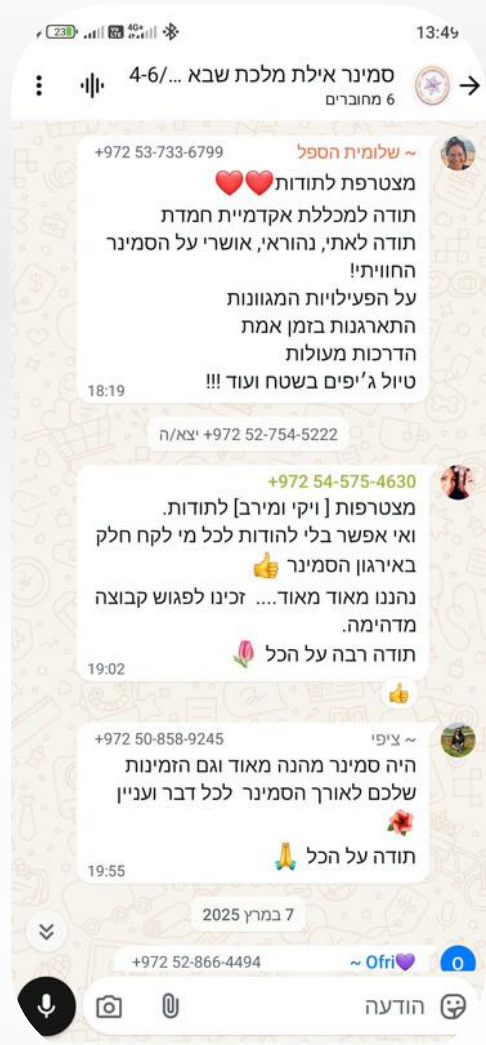 23 4G+ 13:49
סמינר אילת מלכת שבא ...4-6/
6 מחוברים
~ שלומית הספל +972 53-733-6799
מצטרפת לתודות❤️❤️
תודה למכללת אקדמיית חמדת
תודה לאתי, נהוראי, אושרי על הסמינר
החוויתי!
על הפעילויות המגוונות
התארגנות בזמן אמת
הדרכות מעולות
טיול ג׳יפים בשטח ועוד !!!
18:19
+972 52-754-5222 יצא/ה
+972 54-575-4630
מצטרפות [ ויקי ומירב] לתודות.
ואי אפשר בלי להודות לכל מי לקח חלק
באירגון הסמינר 👍
נהננו מאוד מאוד.... זכינו לפגוש קבוצה
מדהימה.
תודה רבה על הכל 🌷
19:02
👍
~ ציפי +972 50-858-9245
היה סמינר מהנה מאוד וגם הזמינות
שלכם לאורך הסמינר לכל דבר ועניין
🌺
תודה על הכל 🙏
19:55
7 במרץ 2025
~ Ofri💜 +972 52-866-4494
O
הודעה